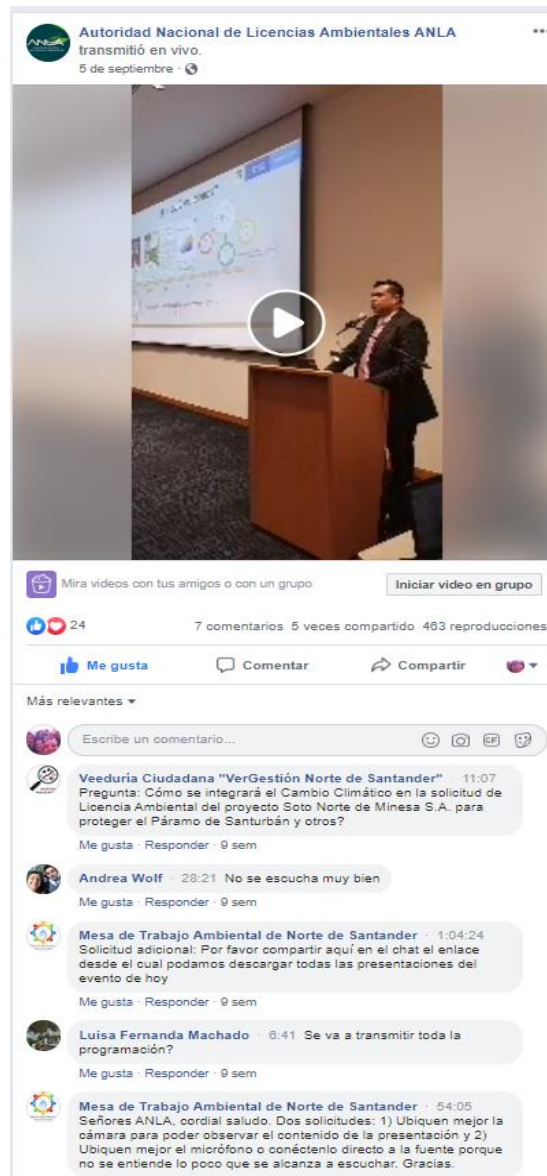 Autoridad Nacional de Licencias Ambientales ANLA
transmitió en vivo.
5 de septiembre ·
ANLA
Mira videos con tus amigos o con un grupo
Iniciar video en grupo
24
7 comentarios 5 veces compartido 463 reproducciones
Me gusta
Comentar
Compartir
Más relevantes
Escribe un comentario...
GIF
Veeduría Ciudadana "VerGestión Norte de Santander" · 11:07
Pregunta: Cómo se integrará el Cambio Climático en la solicitud de
Licencia Ambiental del proyecto Soto Norte de Minesa S.A. para
proteger el Páramo de Santurbán y otros?
Me gusta · Responder · 9 sem
Andrea Wolf · 28:21 No se escucha muy bien
Me gusta · Responder · 9 sem
Mesa de Trabajo Ambiental de Norte de Santander · 1:04:24
Solicitud adicional: Por favor compartir aquí en el chat el enlace
desde el cual podamos descargar todas las presentaciones del
evento de hoy
Me gusta · Responder · 9 sem
Luisa Fernanda Machado · 6:41 Se va a transmitir toda la
programación?
Me gusta · Responder · 9 sem
Mesa de Trabajo Ambiental de Norte de Santander · 54:05
Señores ANLA, cordial saludo. Dos solicitudes: 1) Ubiquen mejor la
cámara para poder observar el contenido de la presentación y 2)
Ubiquen mejor el micrófono o conéctenlo directo a la fuente porque
no se entiende lo poco que se alcanza a escuchar. Gracias.